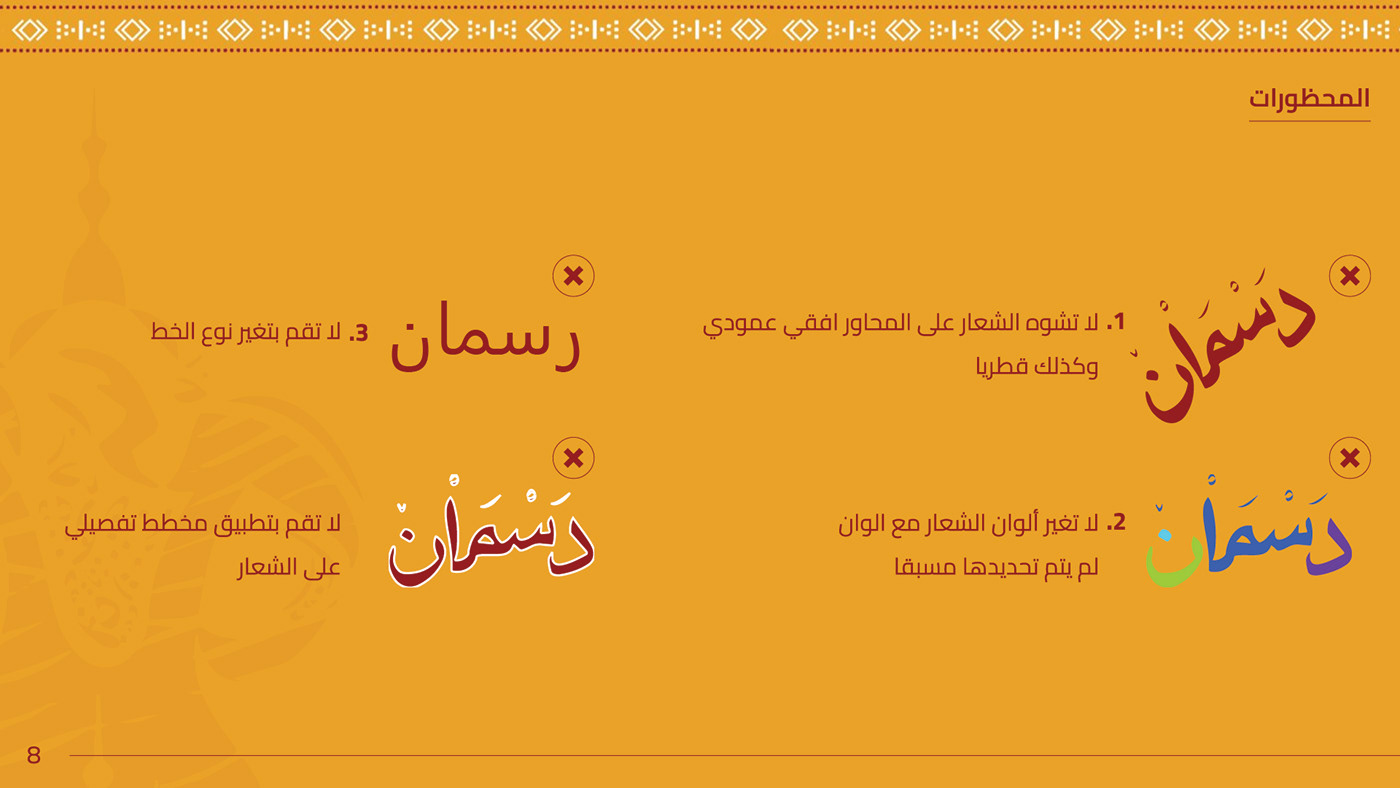 المحظورات
دَسْمَان
1. لا تشوه الشعار على المحاور افقي عمودي
وكذلك قطريا
رسمان
3. لا تقم بتغير نوع الخط
دَسْمَان
2. لا تغير ألوان الشعار مع الوان
لم يتم تحديدها مسبقا
دَسْمَان
لا تقم بتطبيق مخطط تفصيلي
على الشعار
8